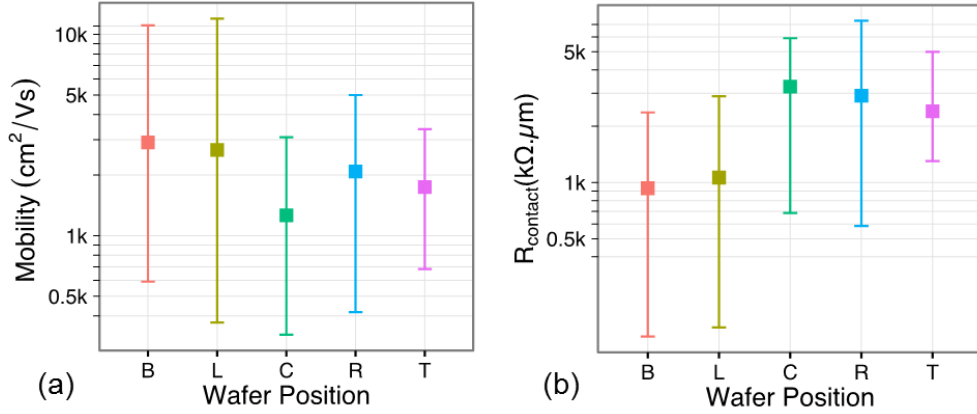 10k
5k
1k
0.5k
Mobility (cm²/Vs)
B L C R T
Wafer Position
(a)
5k
1k
0.5k
R_contact(kΩ.µm)
B L C R T
Wafer Position
(b)